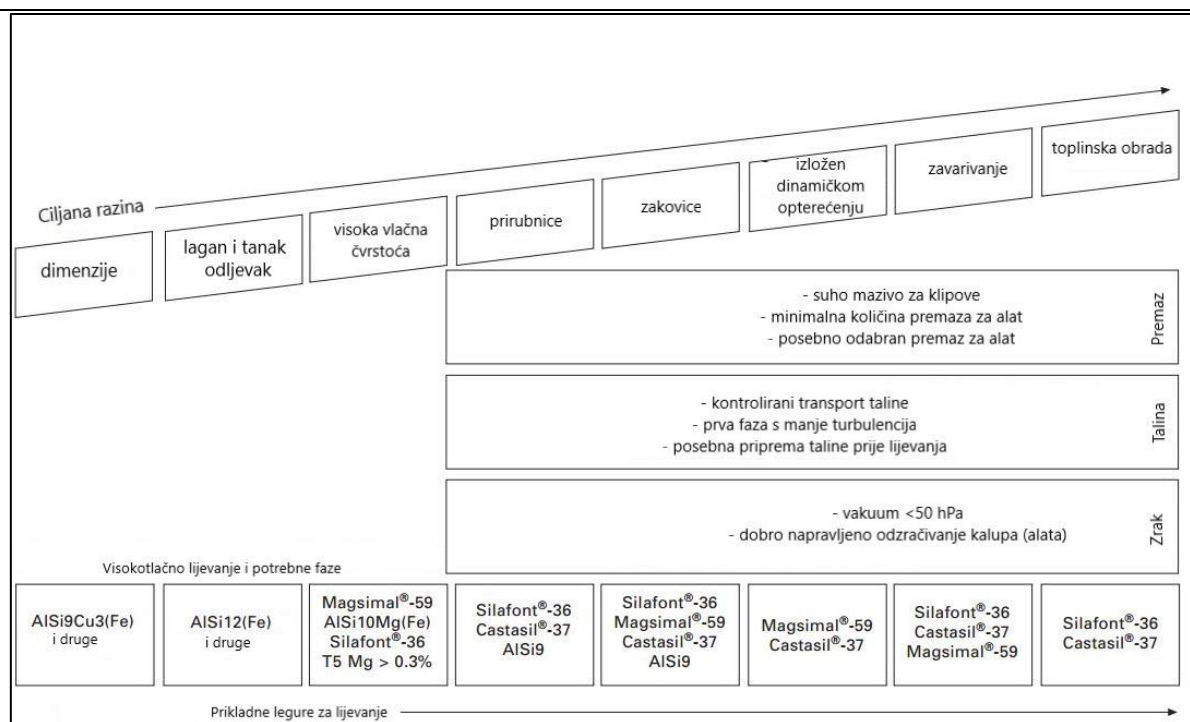 Ciljana razina
dimenzije
lagan i tanak
odljevak
visoka vlačna
čvrstoća
prirubnice
zakovice
izložen
dinamičkom
opterećenju
zavarivanje
toplinska obrada
- suho mazivo za klipove
- minimalna količina premaza za alat
- posebno odabran premaz za alat
Premaz
- kontrolirani transport taline
- prva faza s manje turbulencija
- posebna priprema taline prije lijevanja
Talina
- vakuum <50 hPa
- dobro napravljeno odzračivanje kalupa (alata)
Zrak
Visokotlačno lijevanje i potrebne faze
AlSi9Cu3(Fe)
i druge
AlSi12(Fe)
i druge
Magsimal®-59
AlSi10Mg(Fe)
Silafont®-36
T5 Mg > 0.3%
Silafont®-36
Castasil®-37
AlSi9
Silafont®-36
Magsimal®-59
Castasil®-37
AlSi9
Magsimal®-59
Castasil®-37
Silafont®-36
Castasil®-37
Magsimal®-59
Silafont®-36
Castasil®-37
Prikladne legure za lijevanje